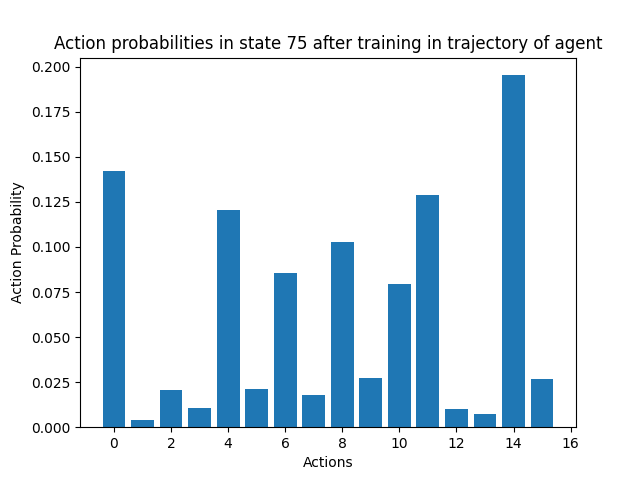 Action probabilities in state 75 after training in trajectory of agent
0.200
0.175
0.150
0.125
0.100
0.075
0.050
0.025
0.000
Action Probability
0 2 4 6 8 10 12 14 16
Actions